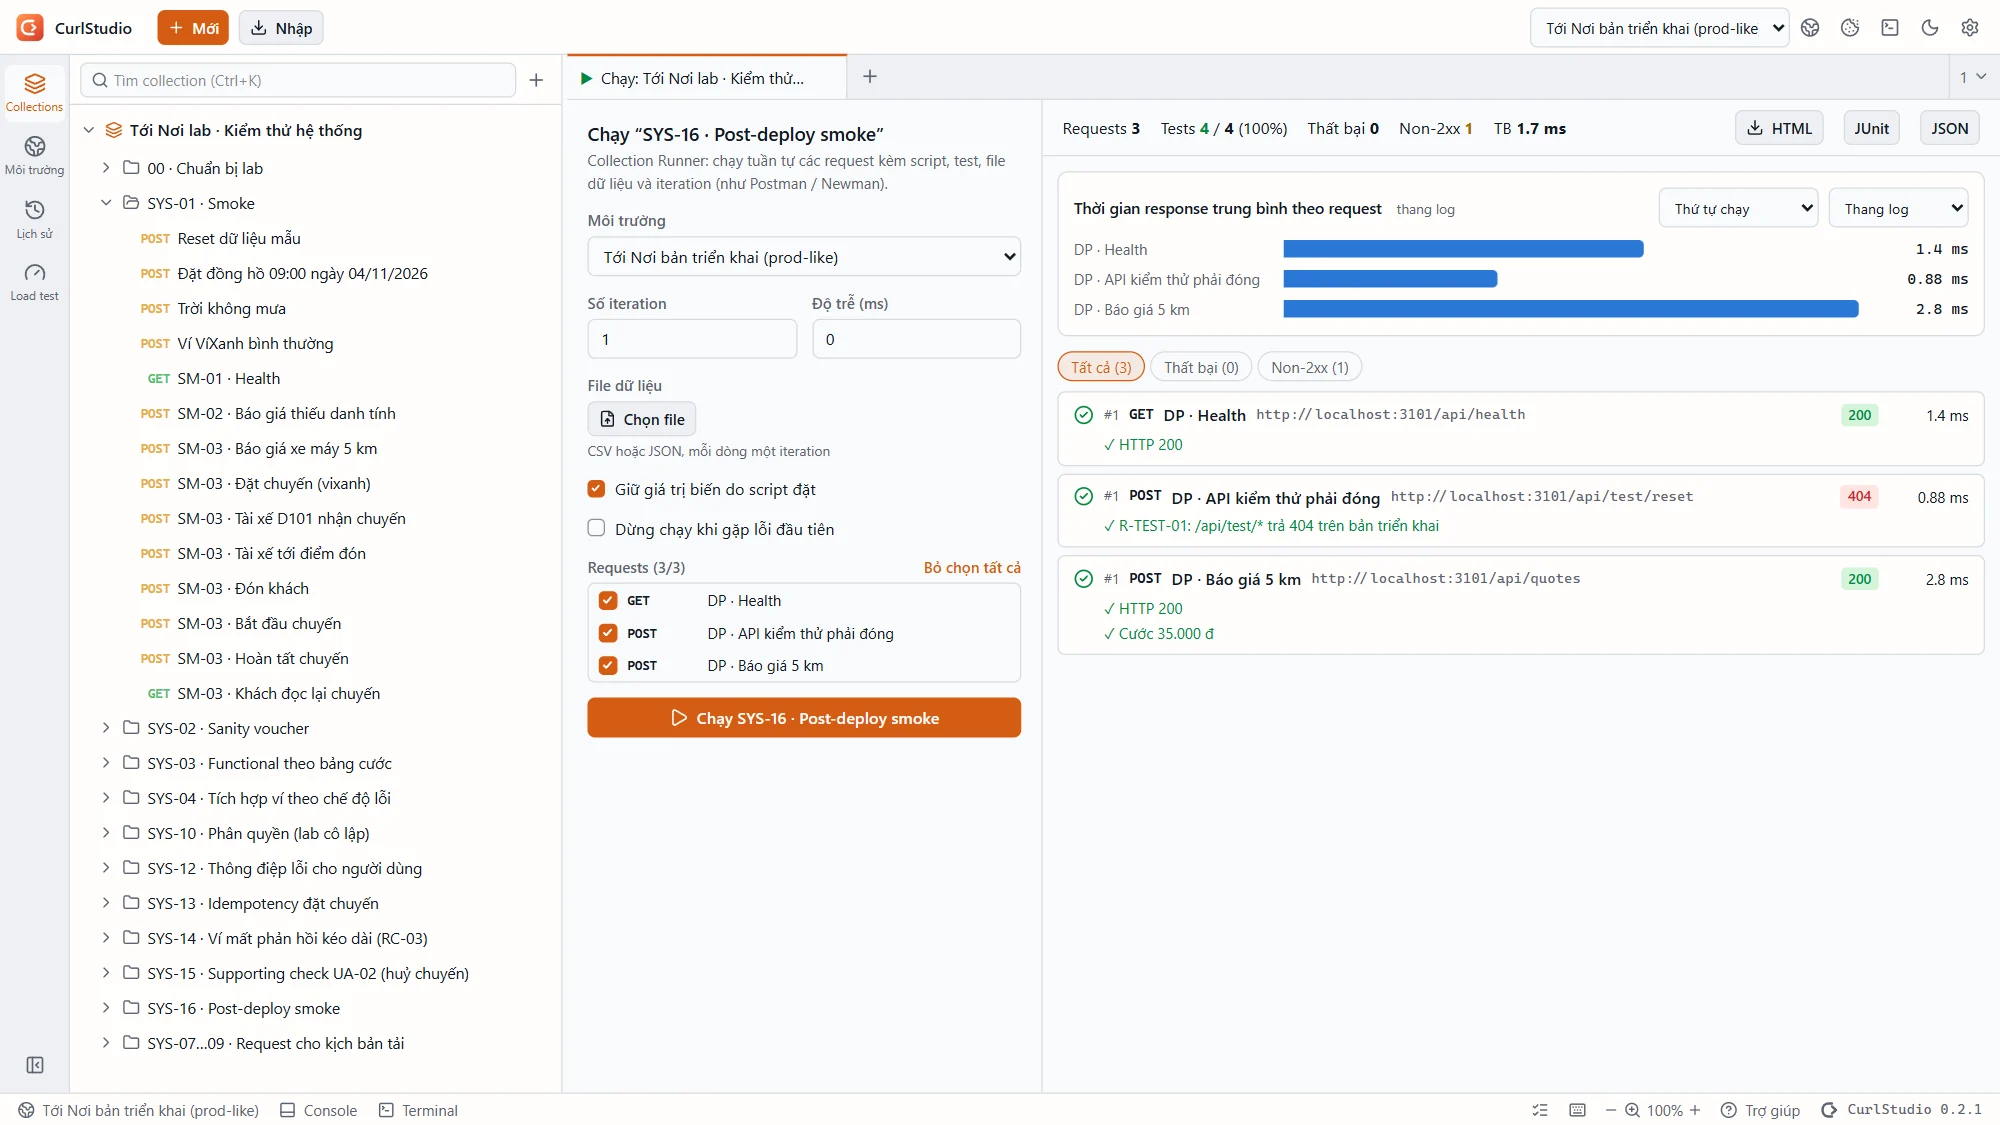 CurlStudio
Mới
Nhập
Tới Nơi bản triển khai (prod-like
Collections
Môi trường
Lịch sử
Load test
Tìm collection (Ctrl+K)
Tới Nơi lab · Kiểm thử hệ thống
00 · Chuẩn bị lab
SYS-01 · Smoke
POST Reset dữ liệu mẫu
POST Đặt đồng hồ 09:00 ngày 04/11/2026
POST Trời không mưa
POST Ví ViXanh bình thường
GET SM-01 · Health
POST SM-02 · Báo giá thiếu danh tính
POST SM-03 · Báo giá xe máy 5 km
POST SM-03 · Đặt chuyến (vixanh)
POST SM-03 · Tài xế D101 nhận chuyến
POST SM-03 · Tài xế tới điểm đón
POST SM-03 · Đón khách
POST SM-03 · Bắt đầu chuyến
POST SM-03 · Hoàn tất chuyến
GET SM-03 · Khách đọc lại chuyến
SYS-02 · Sanity voucher
SYS-03 · Functional theo bảng cước
SYS-04 · Tích hợp ví theo chế độ lỗi
SYS-10 · Phân quyền (lab cô lập)
SYS-12 · Thông điệp lỗi cho người dùng
SYS-13 · Idempotency đặt chuyến
SYS-14 · Ví mất phản hồi kéo dài (RC-03)
SYS-15 · Supporting check UA-02 (huỷ chuyến)
SYS-16 · Post-deploy smoke
SYS-07...09 · Request cho kịch bản tải
Chạy: Tới Nơi lab · Kiểm thử...
1
Chạy “SYS-16 · Post-deploy smoke”
Collection Runner: chạy tuần tự các request kèm script, test, file
dữ liệu và iteration (như Postman / Newman).
Môi trường
Tới Nơi bản triển khai (prod-like)
Số iteration
Độ trễ (ms)
1
0
File dữ liệu
Chọn file
CSV hoặc JSON, mỗi dòng một iteration
Giữ giá trị biến do script đặt
Dừng chạy khi gặp lỗi đầu tiên
Requests (3/3)
Bỏ chọn tất cả
GET DP · Health
POST DP · API kiểm thử phải đóng
POST DP · Báo giá 5 km
Chạy SYS-16 · Post-deploy smoke
Requests 3 Tests 4 / 4 (100%) Thất bại 0 Non-2xx 1 TB 1.7 ms
HTML
JUnit
JSON
Thời gian response trung bình theo request thang log
Thứ tự chạy
Thang log
DP · Health 1.4 ms
DP · API kiểm thử phải đóng 0.88 ms
DP · Báo giá 5 km 2.8 ms
Tất cả (3)
Thất bại (0)
Non-2xx (1)
#1 GET DP · Health http://localhost:3101/api/health 200 1.4 ms
✓ HTTP 200
#1 POST DP · API kiểm thử phải đóng http://localhost:3101/api/test/reset 404 0.88 ms
✓ R-TEST-01: /api/test/* trả 404 trên bản triển khai
#1 POST DP · Báo giá 5 km http://localhost:3101/api/quotes 200 2.8 ms
✓ HTTP 200
✓ Cước 35.000 đ
Tới Nơi bản triển khai (prod-like)
Console
Terminal
100%
Trợ giúp
CurlStudio 0.2.1